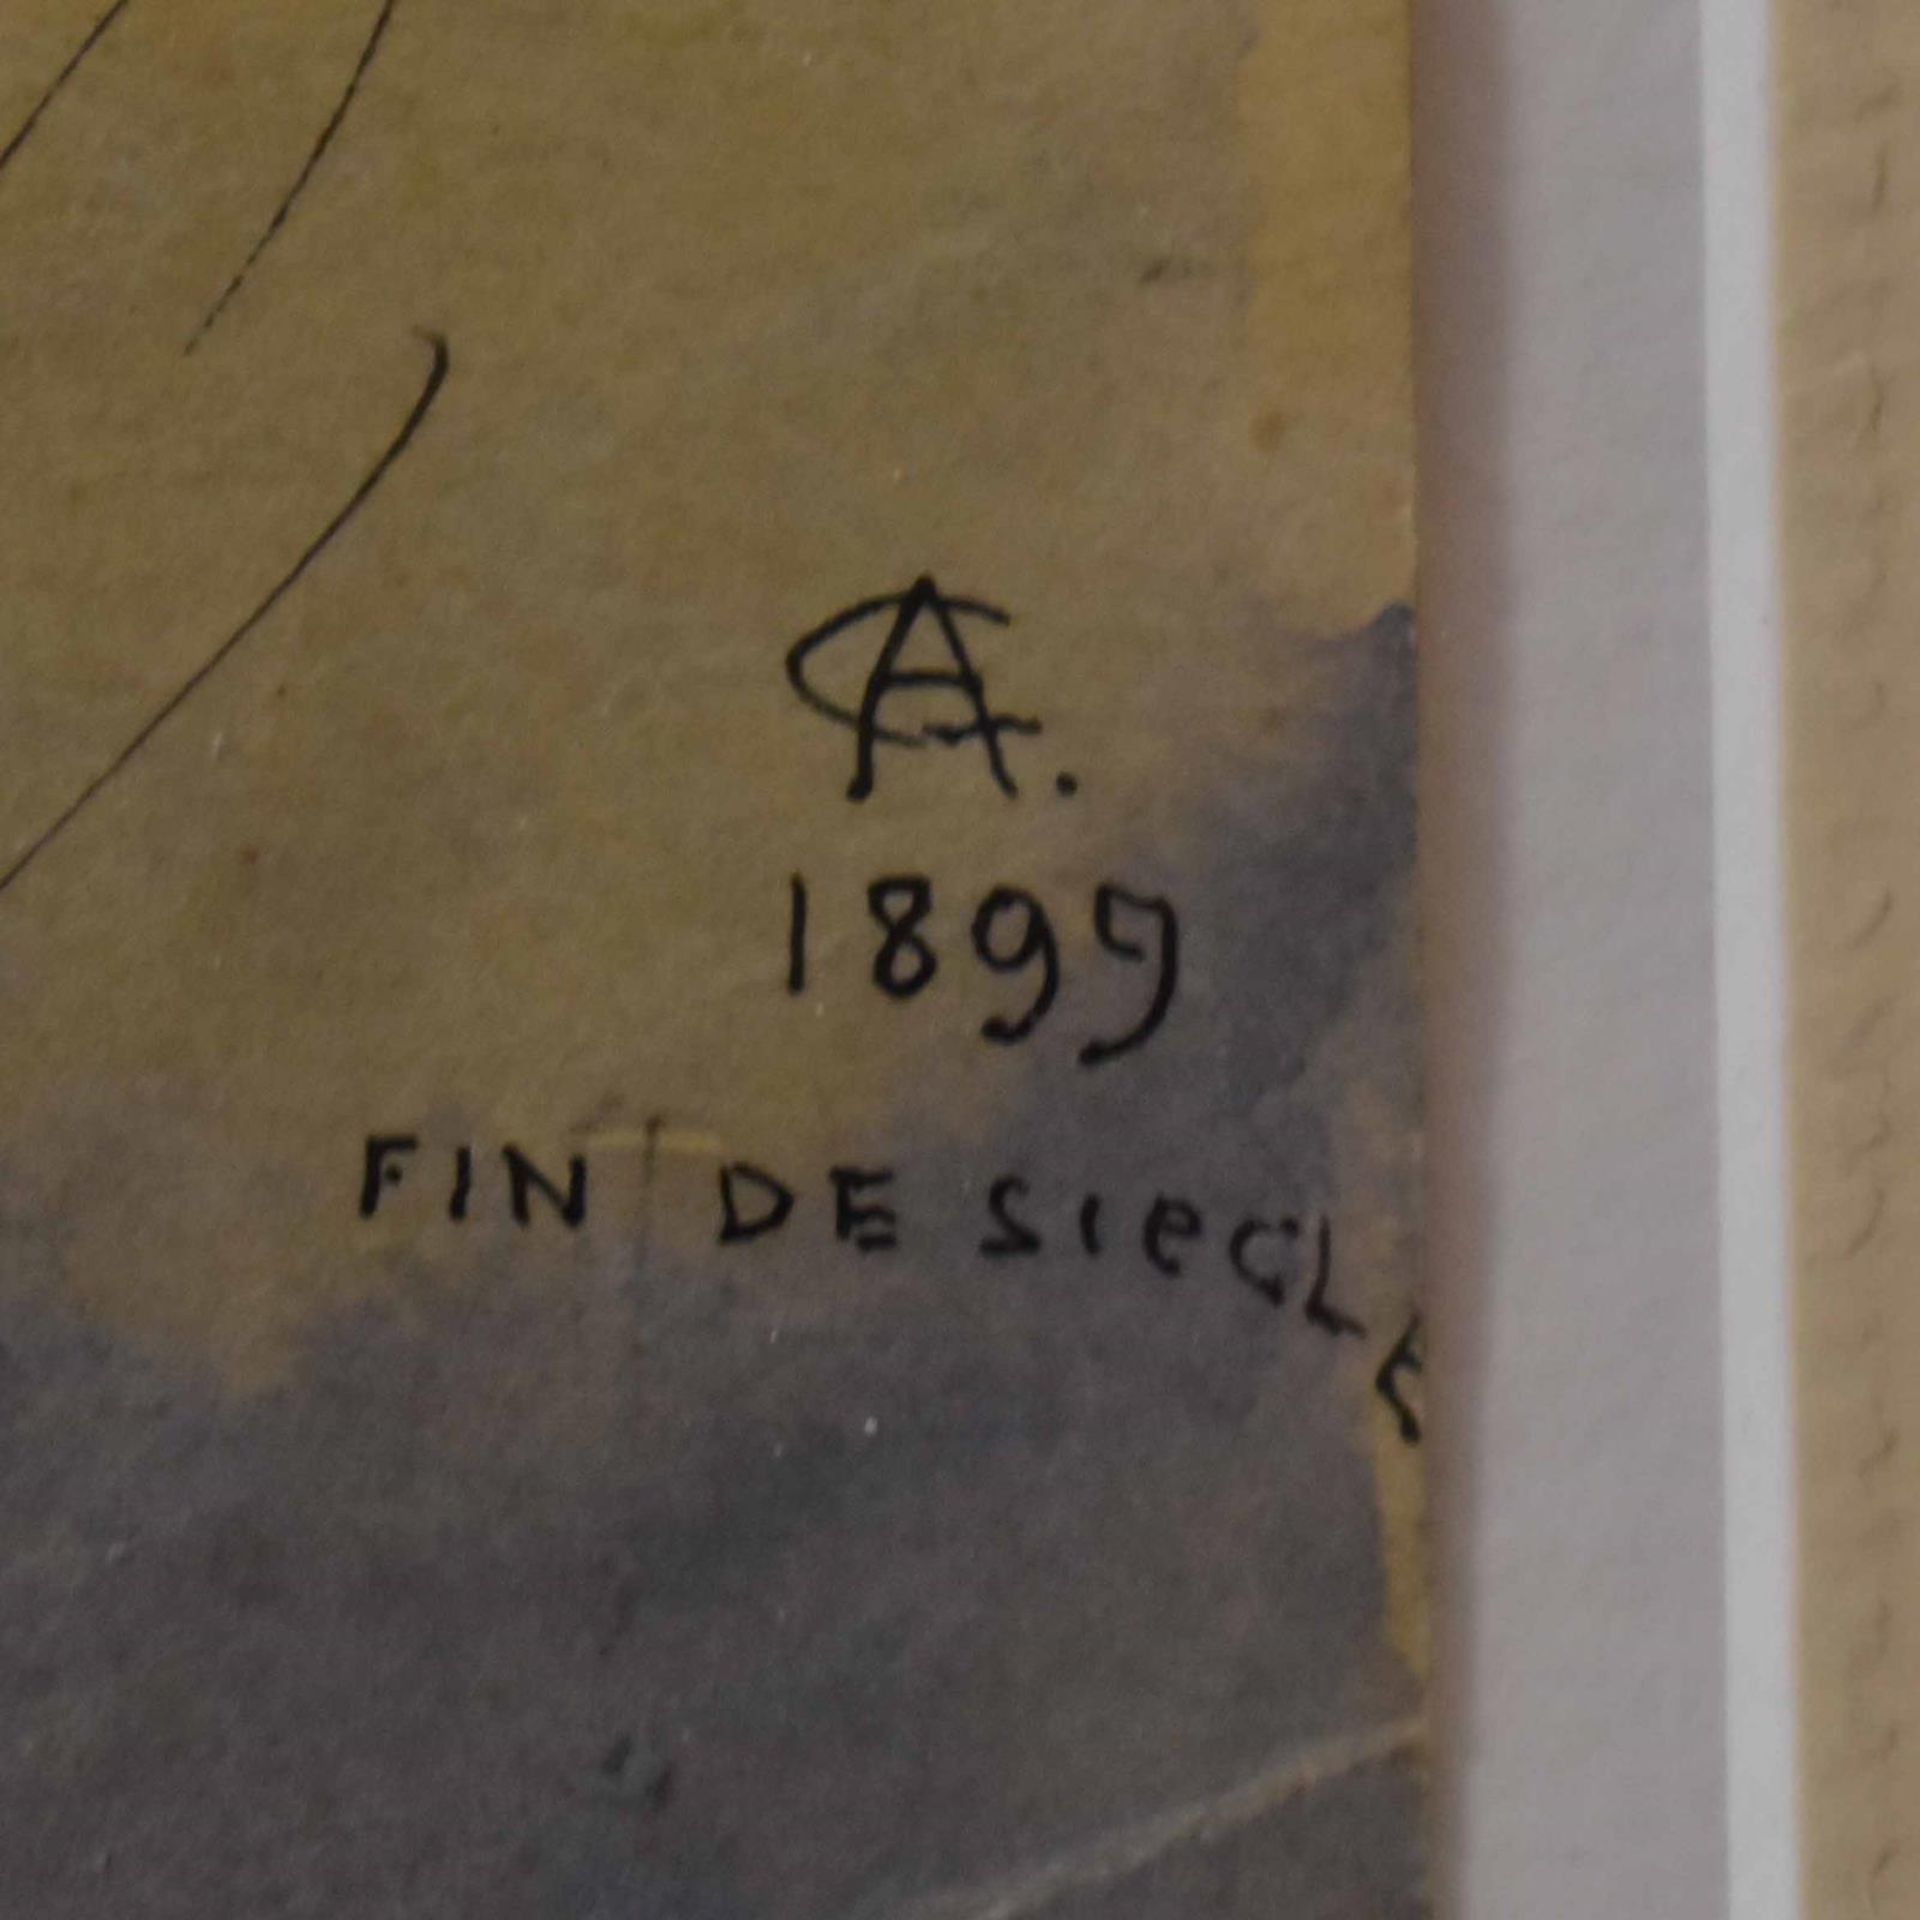 CA.
1899
FIN DE SIECLE